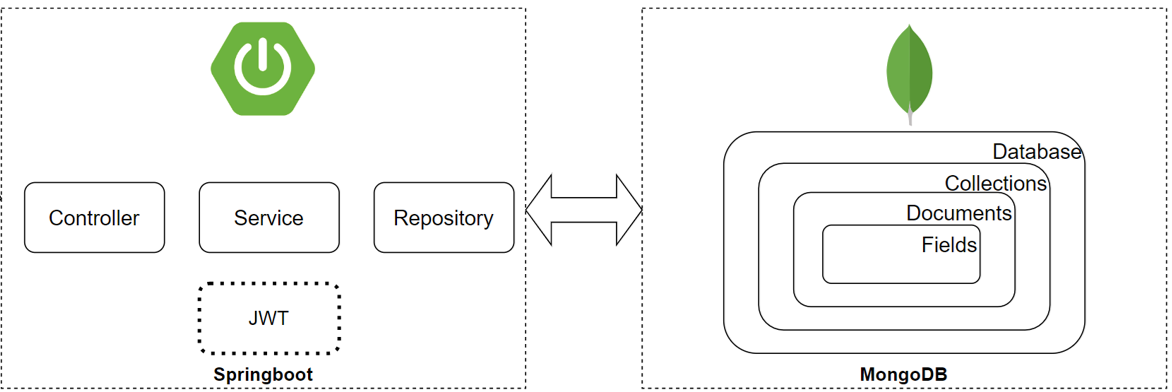 Controller
Service
Repository
JWT
Springboot
Database
Collections
Documents
Fields
MongoDB